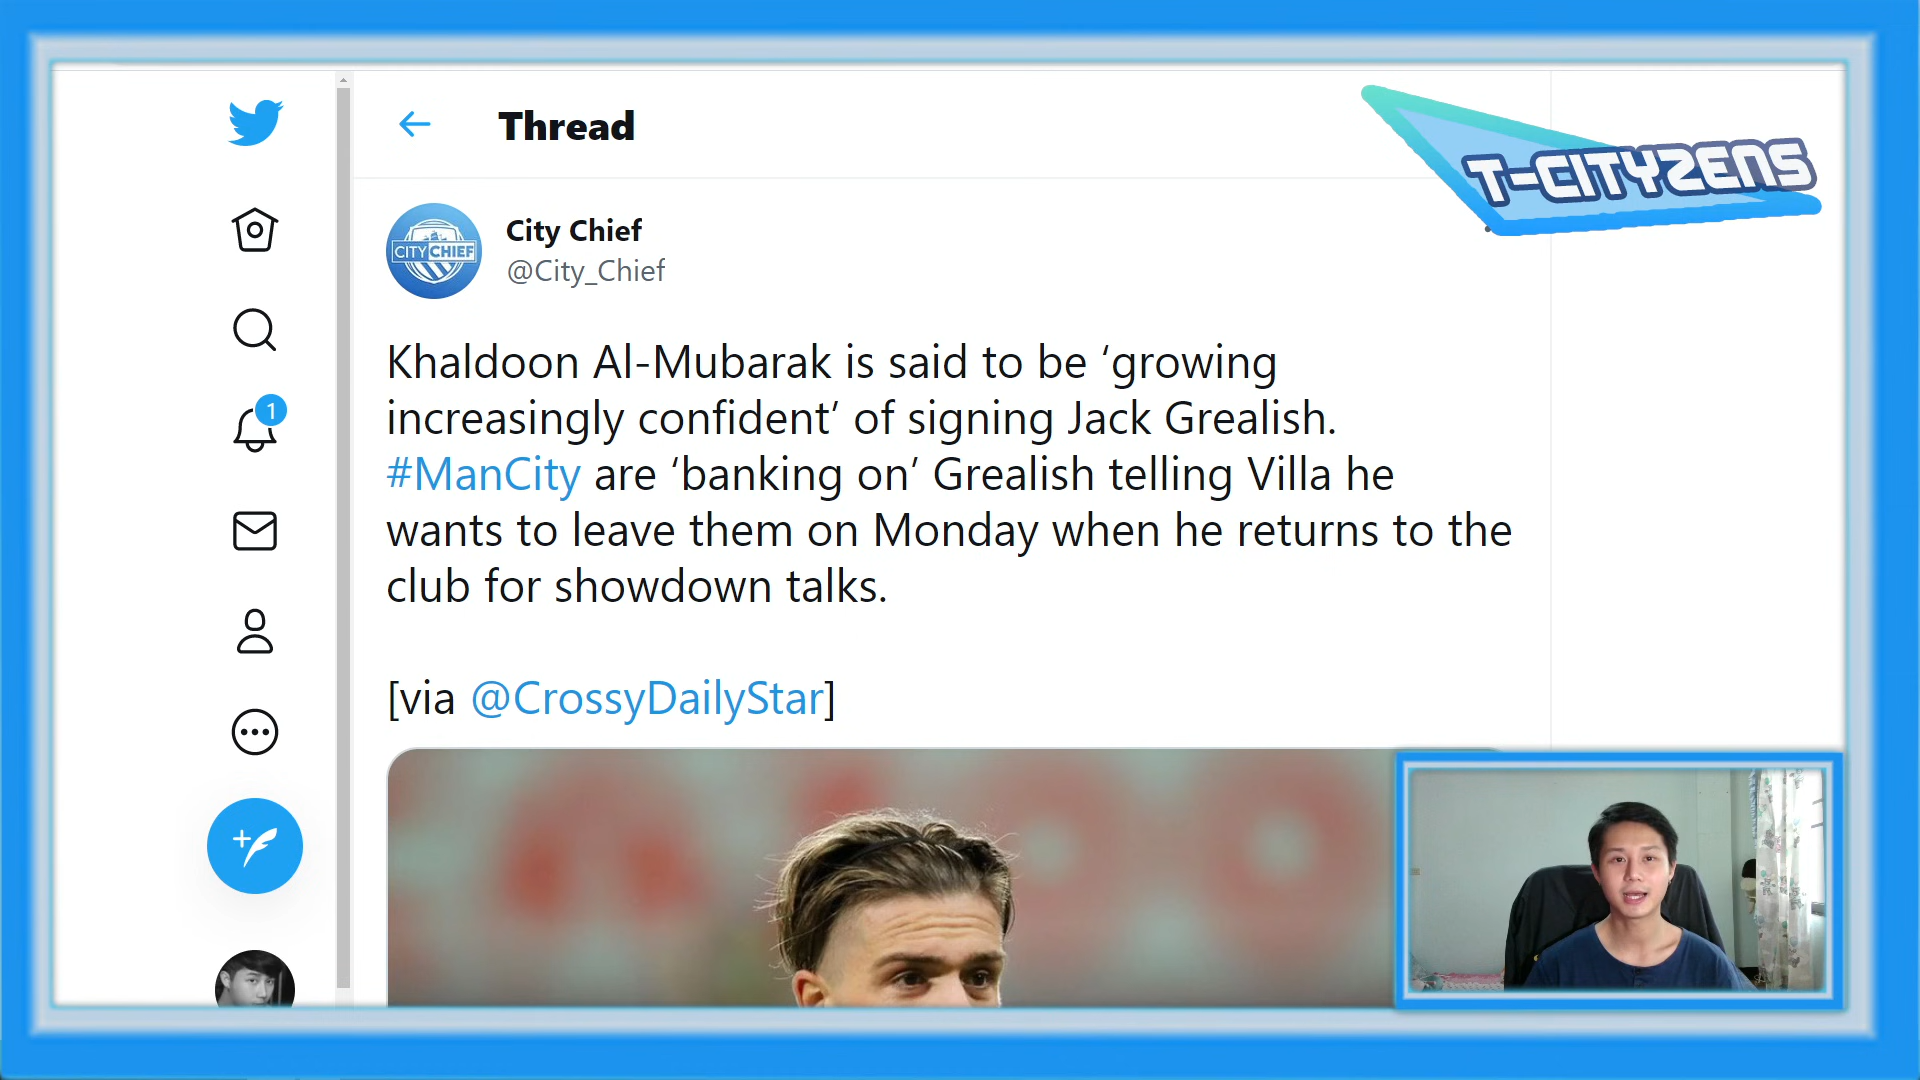 Thread
T-CITYZENS
CITY CHIEF
City Chief
@City_Chief
1
Khaldoon Al-Mubarak is said to be ‘growing
increasingly confident’ of signing Jack Grealish.
#ManCity are ‘banking on’ Grealish telling Villa he
wants to leave them on Monday when he returns to the
club for showdown talks.
[via @CrossyDailyStar]